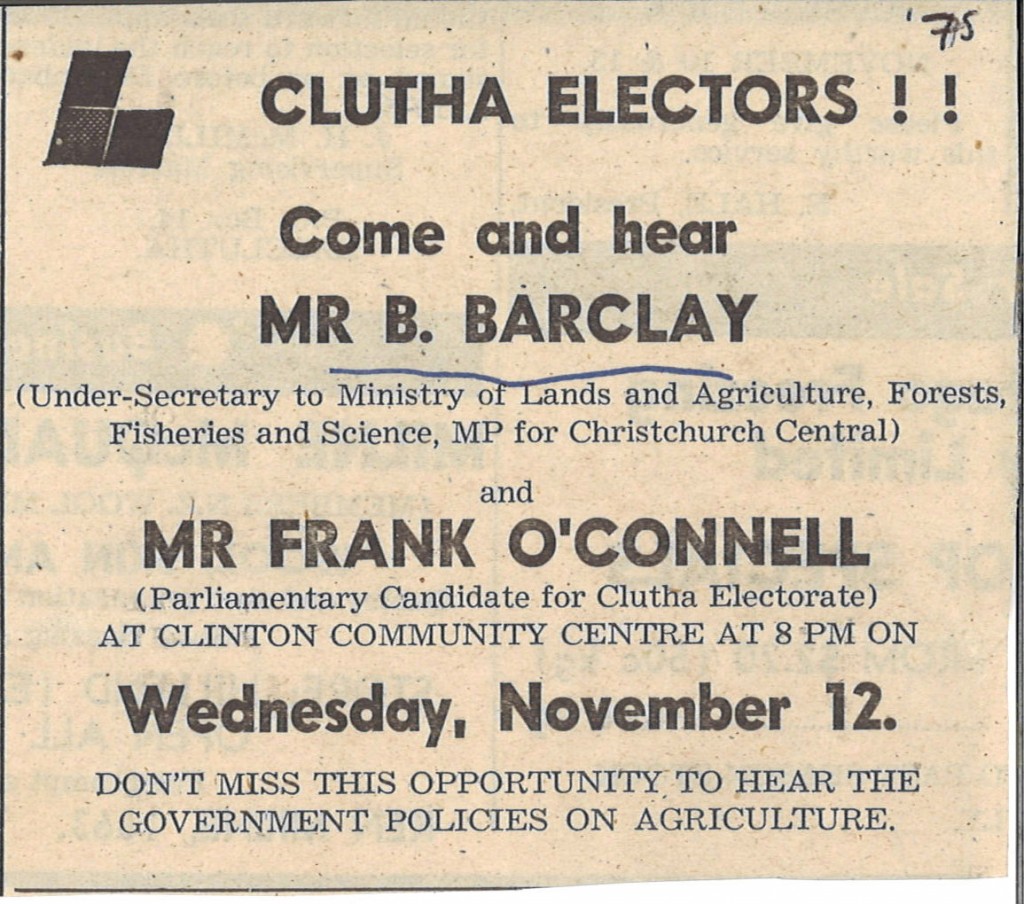 '75
CLUTHA ELECTORS ! !
Come and hear
MR B. BARCLAY
(Under-Secretary to Ministry of Lands and Agriculture, Forests,
Fisheries and Science, MP for Christchurch Central)
and
MR FRANK O'CONNELL
(Parliamentary Candidate for Clutha Electorate)
AT CLINTON COMMUNITY CENTRE AT 8 PM ON
Wednesday, November 12.
DON'T MISS THIS OPPORTUNITY TO HEAR THE
GOVERNMENT POLICIES ON AGRICULTURE.